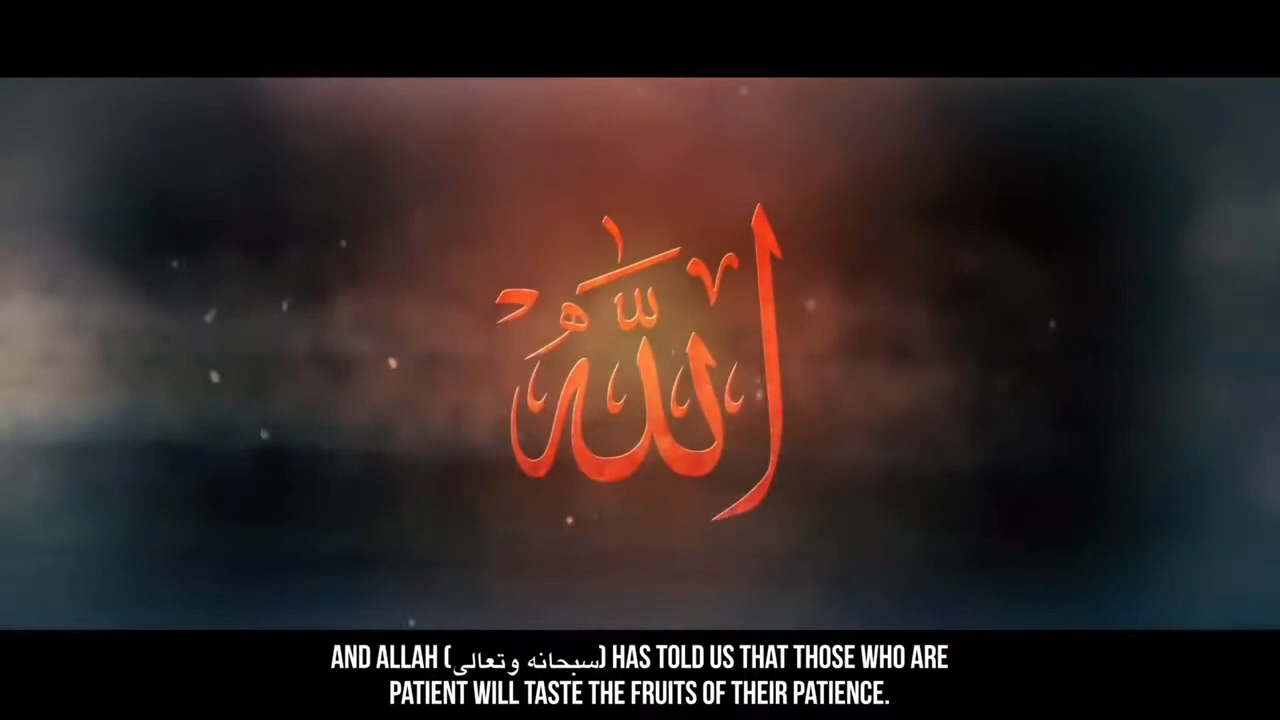 اللّٰهُ
AND ALLAH (سبحانه وتعالى) HAS TOLD US THAT THOSE WHO ARE
PATIENT WILL TASTE THE FRUITS OF THEIR PATIENCE.